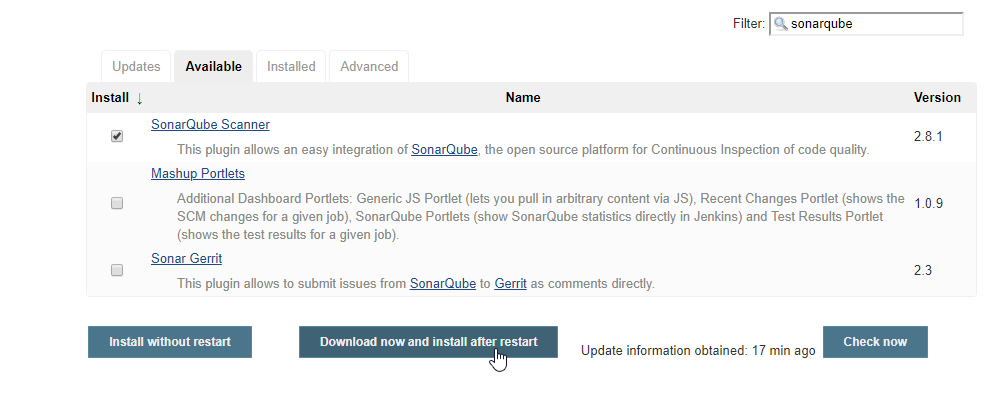 Filter: sonarqube
Updates Available Installed Advanced
Install ↓ Name Version
SonarQube Scanner
This plugin allows an easy integration of SonarQube, the open source platform for Continuous Inspection of code quality.
2.8.1
Mashup Portlets
Additional Dashboard Portlets: Generic JS Portlet (lets you pull in arbitrary content via JS), Recent Changes Portlet (shows the
SCM changes for a given job), SonarQube Portlets (show SonarQube statistics directly in Jenkins) and Test Results Portlet
(shows the test results for a given job).
1.0.9
Sonar Gerrit
This plugin allows to submit issues from SonarQube to Gerrit as comments directly.
2.3
Install without restart Download now and install after restart Update information obtained: 17 min ago Check now